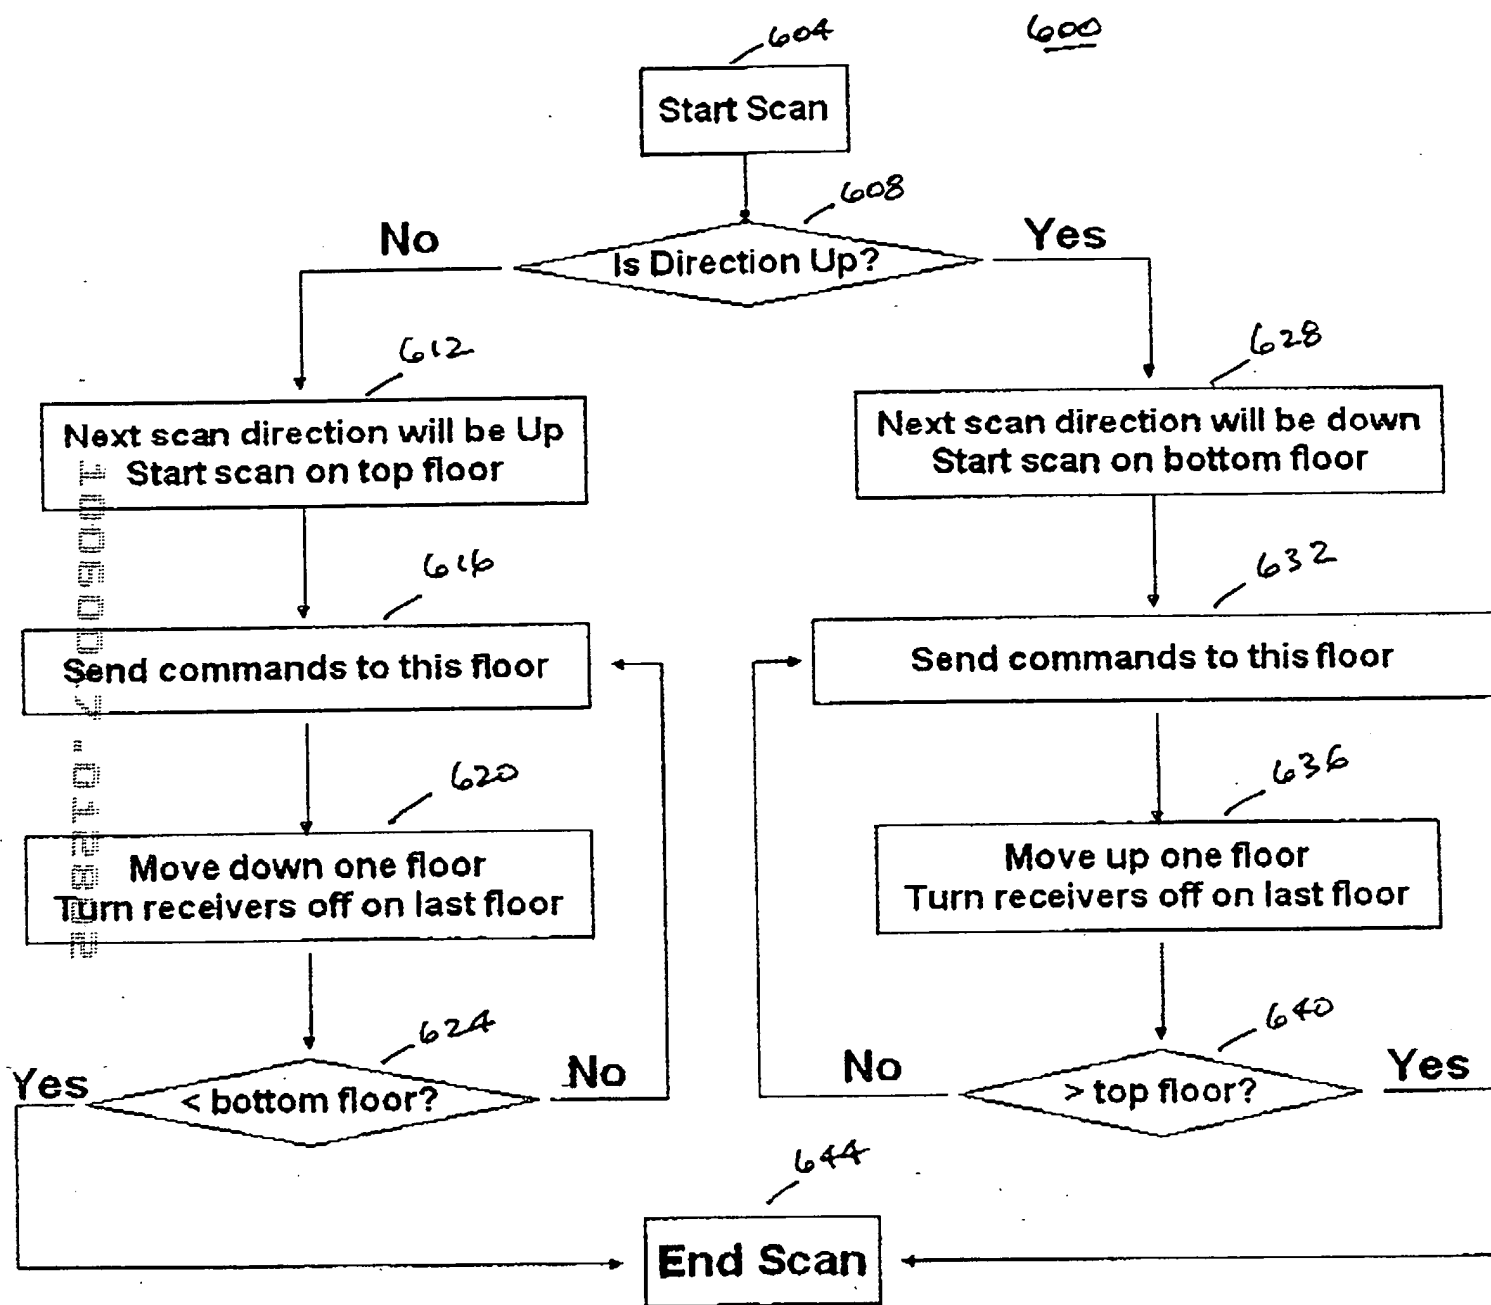 604
600
Start Scan
608
No
Yes
Is Direction Up?
612
628
Next scan direction will be Up
Start scan on top floor
Next scan direction will be down
Start scan on bottom floor
616
632
Send commands to this floor
Send commands to this floor
620
636
Move down one floor
Turn receivers off on last floor
Move up one floor
Turn receivers off on last floor
624
640
Yes
< bottom floor?
No
No
> top floor?
Yes
644
End Scan